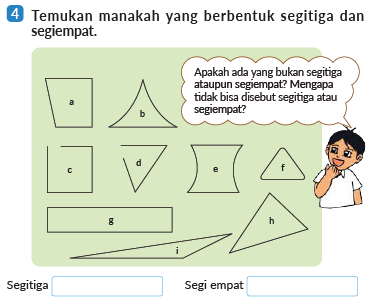 4 Temukan manakah yang berbentuk segitiga dan
segiempat.
Apakah ada yang bukan segitiga
ataupun segiempat? Mengapa
tidak bisa disebut segitiga atau
segiempat?
a
b
c
d
e
f
g
h
i
Segitiga
Segi empat